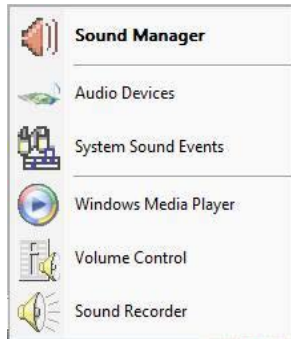 Sound Manager
Audio Devices
System Sound Events
Windows Media Player
Volume Control
Sound Recorder